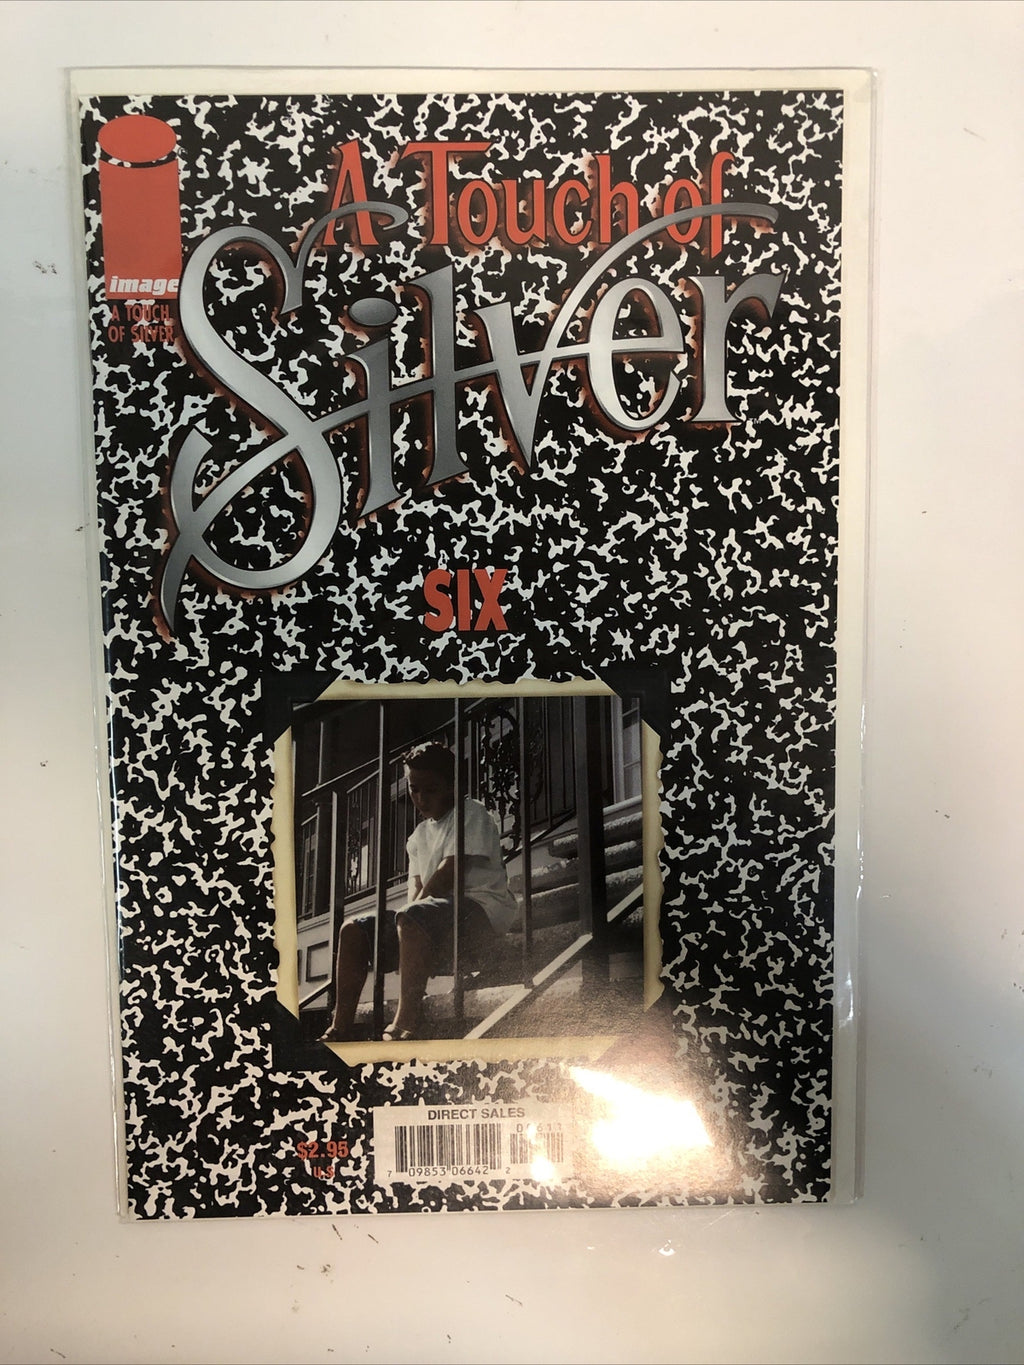 A Touch of
Silver
image
A TOUCH
OF SILVER
SIX
$2.95
U.S.
DIRECT SALES
7 09853 06642 2